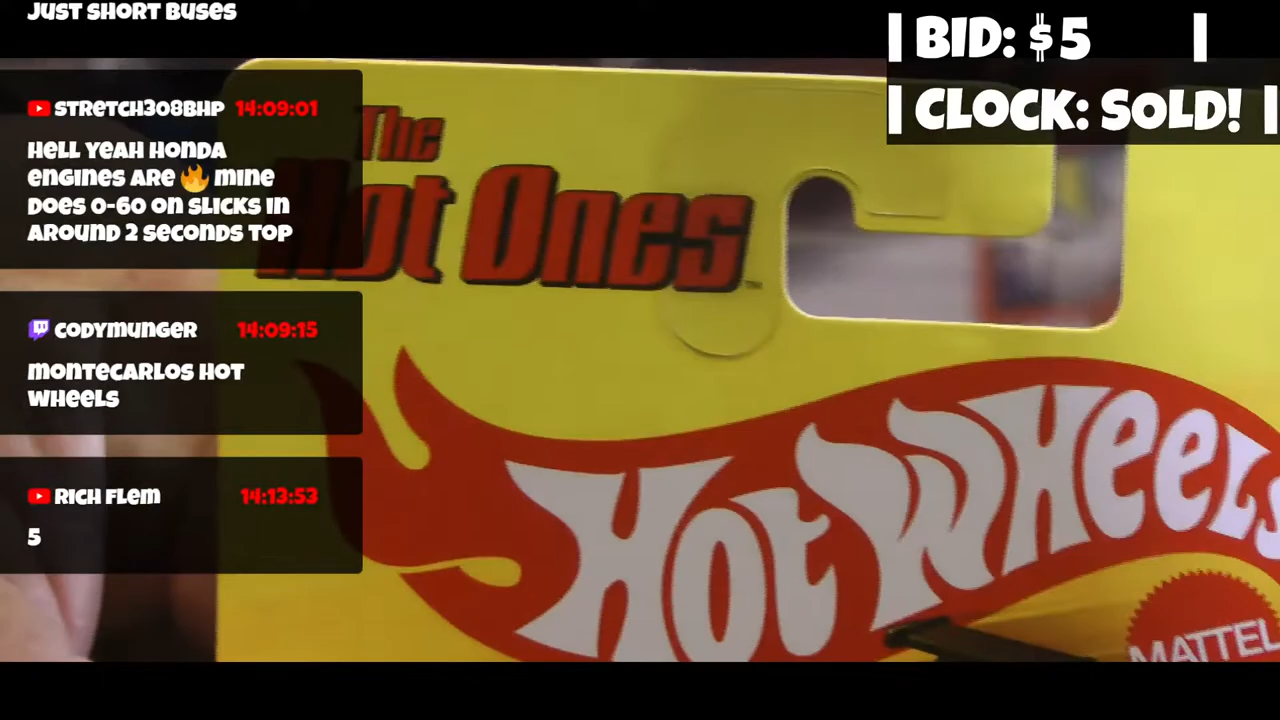 Just Short Buses
| BID: $5 |
| CLOCK: SOLD! |
Stretch308BHP 14:09:01
Hell yeah Honda
engines are 🔥 mine
does 0-60 on slicks in
around 2 seconds top
codymunger 14:09:15
montecarlos hot
wheels
Rich Flem 14:13:53
5
The
Hot Ones™
Hot Wheels
MATTEL